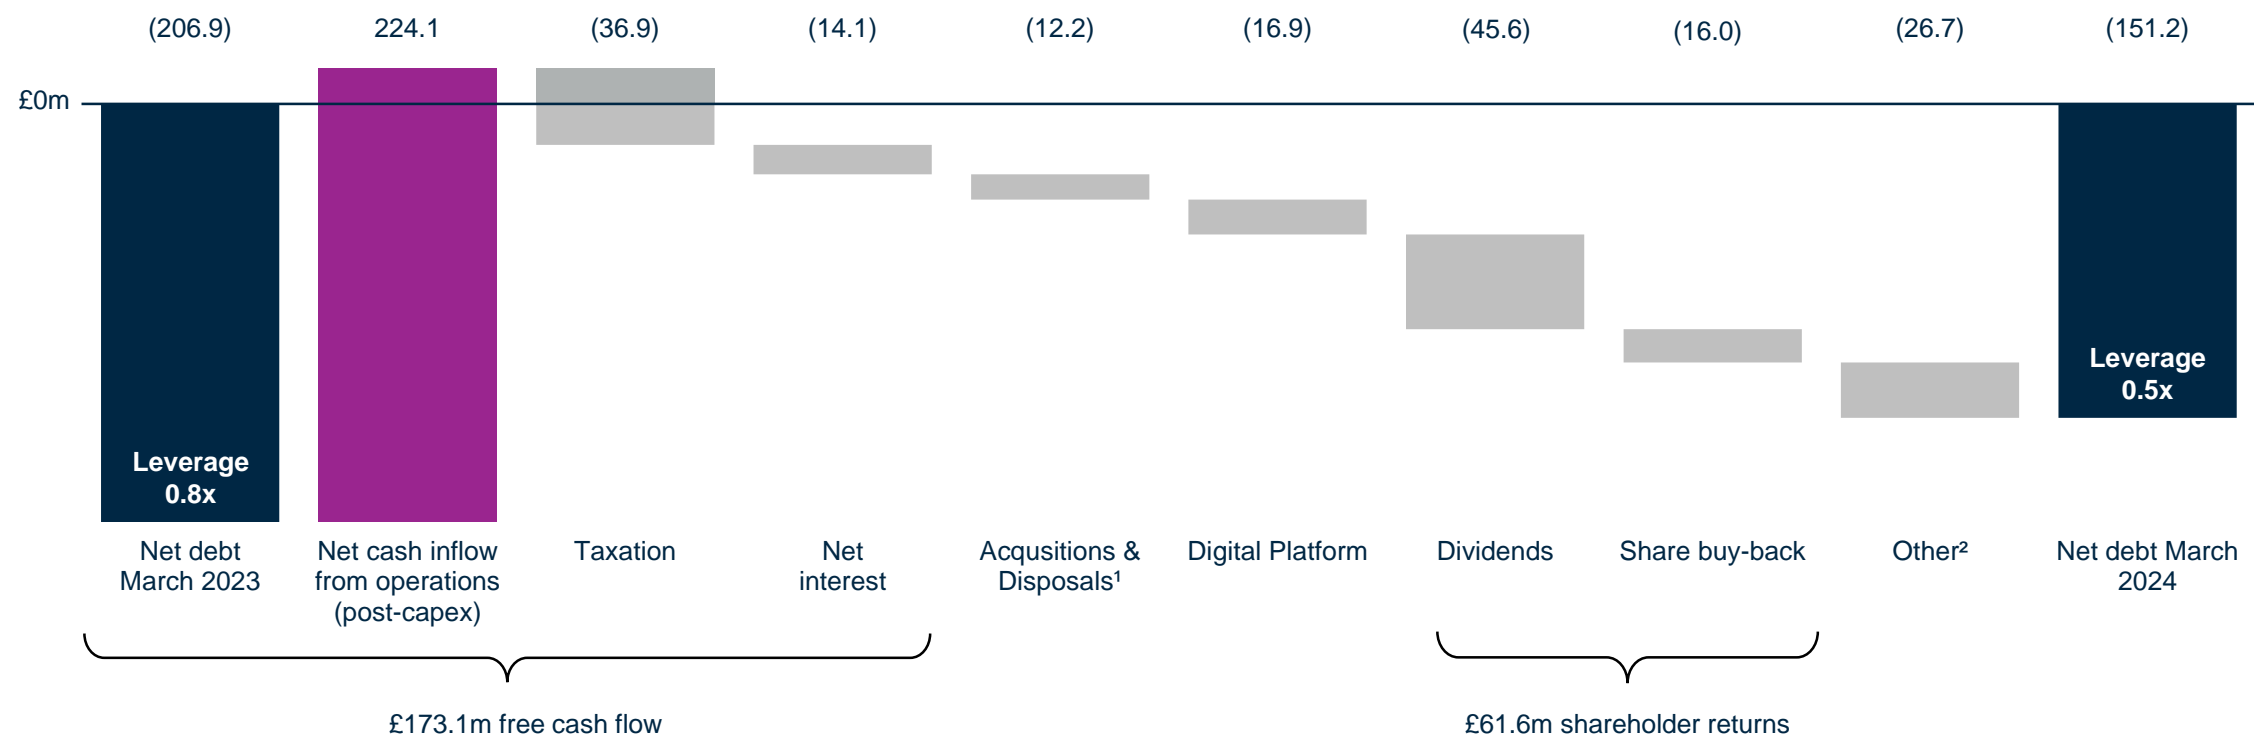 (206.9) 224.1 (36.9) (14.1) (12.2) (16.9) (45.6) (16.0) (26.7) (151.2)
£0m
Leverage
0.5x
Leverage
0.8x
Net debt
March 2023
Net cash inflow
from operations
(post-capex)
Taxation
Net
interest
Acqusitions &
Disposals¹
Digital Platform
Dividends
Share buy-back
Other²
Net debt March
2024
£173.1m free cash flow
£61.6m shareholder returns